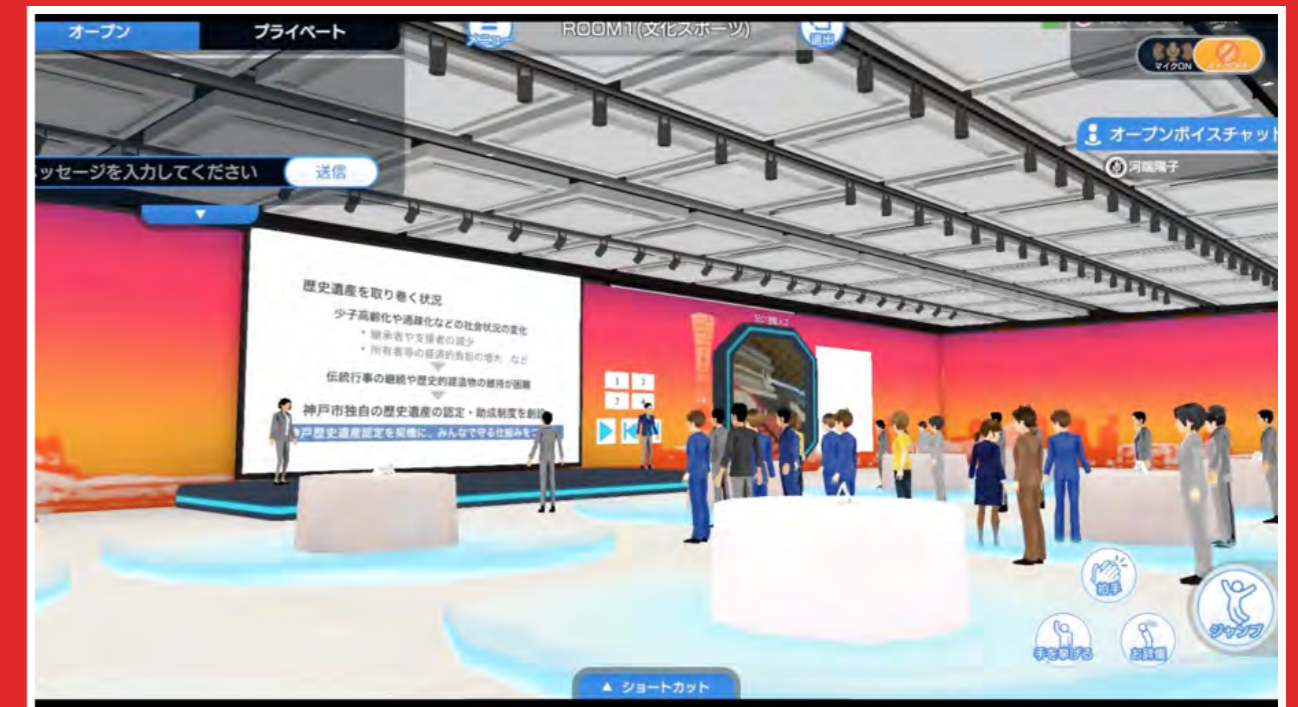 オープン
プライベート
メニュー
ROOM1(文化スポーツ)
退出
マイクON
ッセージを入力してください
送信
▼
オープンボイスチャット
河端陽子
歴史遺産を取り巻く状況
少子高齢化や過疎化などの社会状況の変化
* 継承者や支援者の減少
* 所有者等の経済的負担の増大 など
伝統行事の継続や歴史的建造物の維持が困難
神戸市独自の歴史遺産の認定・助成制度を創設
戸歴史遺産認定を契機に、みんなで守る仕組みを
1 2
3 4
拍手
手を挙げる
お辞儀
ジャンプ
▲ ショートカット